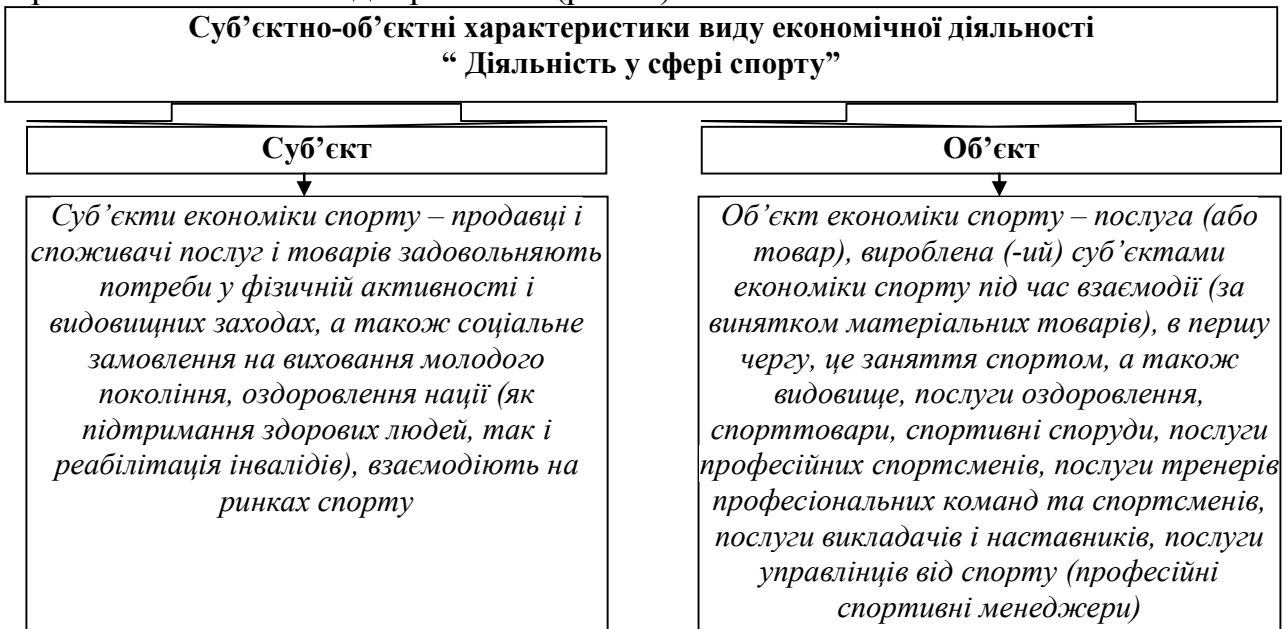 Суб’єктно-об’єктні характеристики виду економічної діяльності
“ Діяльність у сфері спорту”
Суб’єкт
Суб’єкти економіки спорту – продавці і
споживачі послуг і товарів задовольняють
потреби у фізичній активності і
видовищних заходах, а також соціальне
замовлення на виховання молодого
покоління, оздоровлення нації (як
підтримання здорових людей, так і
реабілітація інвалідів), взаємодіють на
ринках спорту
Об’єкт
Об’єкт економіки спорту – послуга (або
товар), вироблена (-ий) суб’єктами
економіки спорту під час взаємодії (за
винятком матеріальних товарів), в першу
чергу, це заняття спортом, а також
видовище, послуги оздоровлення,
спорттовари, спортивні споруди, послуги
професійних спортсменів, послуги тренерів
професіональних команд та спортсменів,
послуги викладачів і наставників, послуги
управлінців від спорту (професійні
спортивні менеджери)